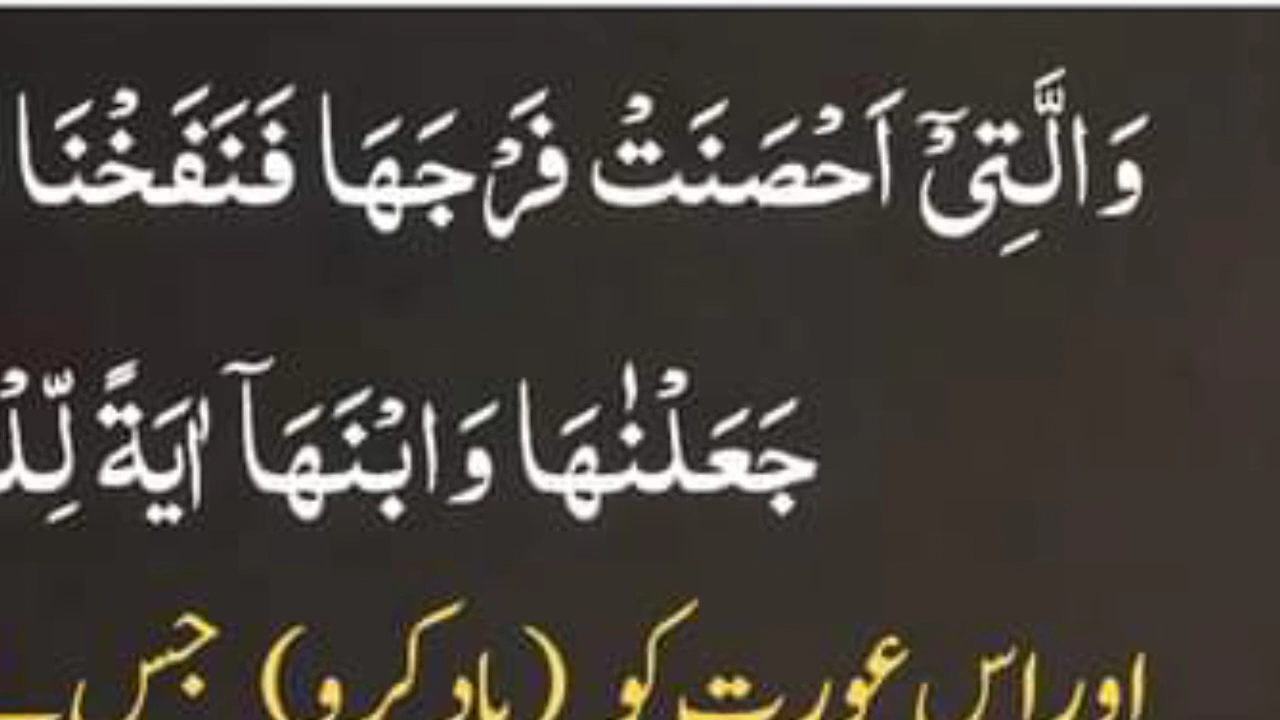 وَالَّتِیْۤ اَحْصَنَتْ فَرْجَهَا فَنَفَخْنَا
جَعَلْنٰهَا وَابْنَهَاۤ اٰیَةً
اور اس عورت کو (یاد کرو) جس